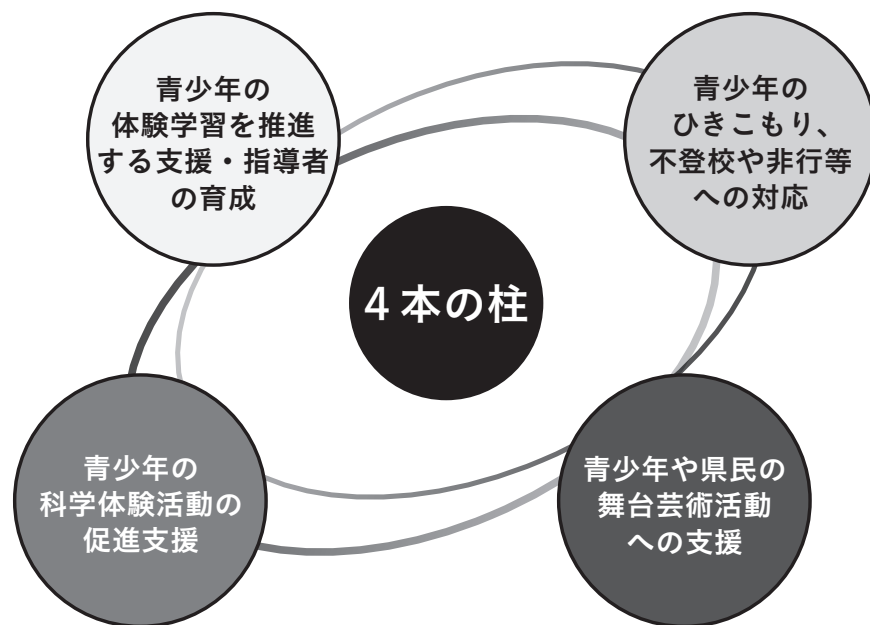 青少年の
体験学習を推進
する支援・指導者
の育成
青少年の
ひきこもり、
不登校や非行等
への対応
4本の柱
青少年の
科学体験活動の
促進支援
青少年や県民の
舞台芸術活動
への支援